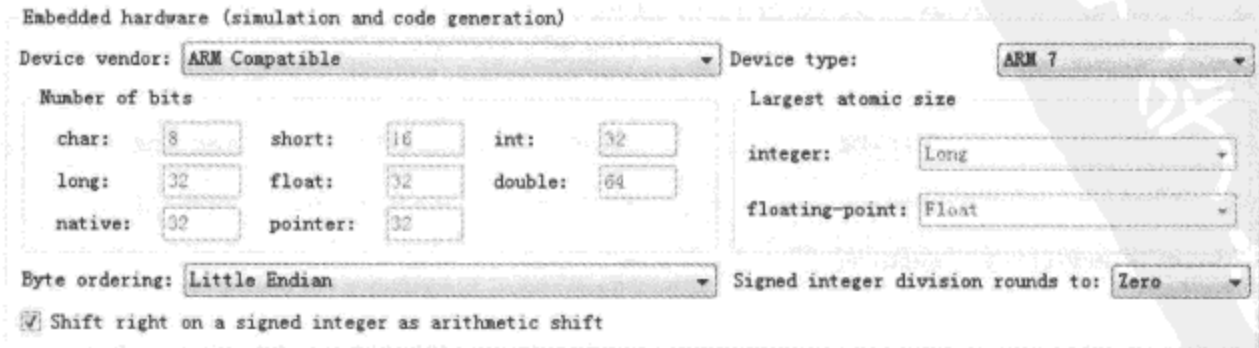 Embedded hardware (simulation and code generation)
Device vendor: ARM Compatible Device type: ARM 7
Number of bits Largest atomic size
char: 8 short: 16 int: 32
integer: Long
long: 32 float: 32 double: 64
floating-point: Float
native: 32 pointer: 32
Byte ordering: Little Endian Signed integer division rounds to: Zero
Shift right on a signed integer as arithmetic shift